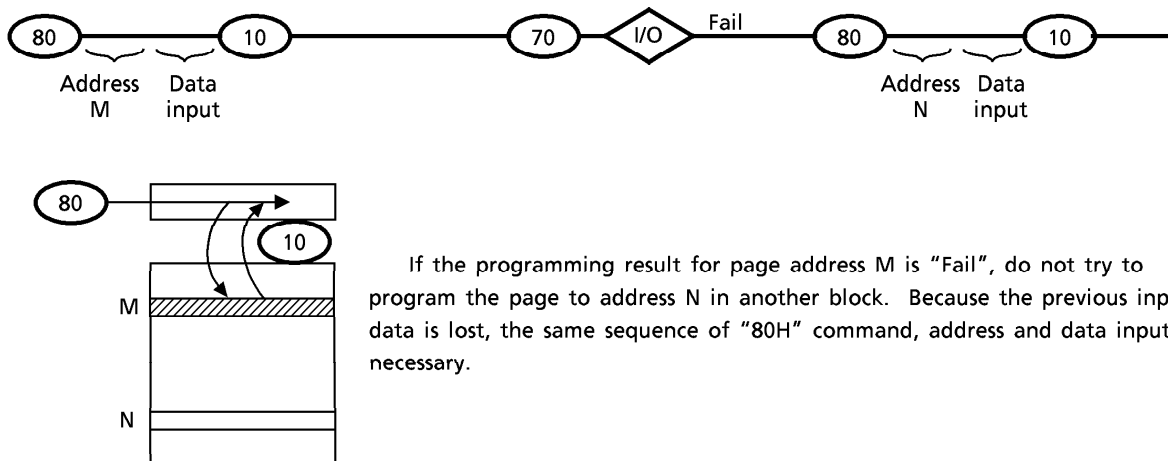 80 10 70 I/O Fail 80 10
Address Data Address Data
M input N input
80
10
If the programming result for page address M is “Fail”, do not try to
M program the page to address N in another block. Because the previous inp
data is lost, the same sequence of “80H” command, address and data input
necessary.
N